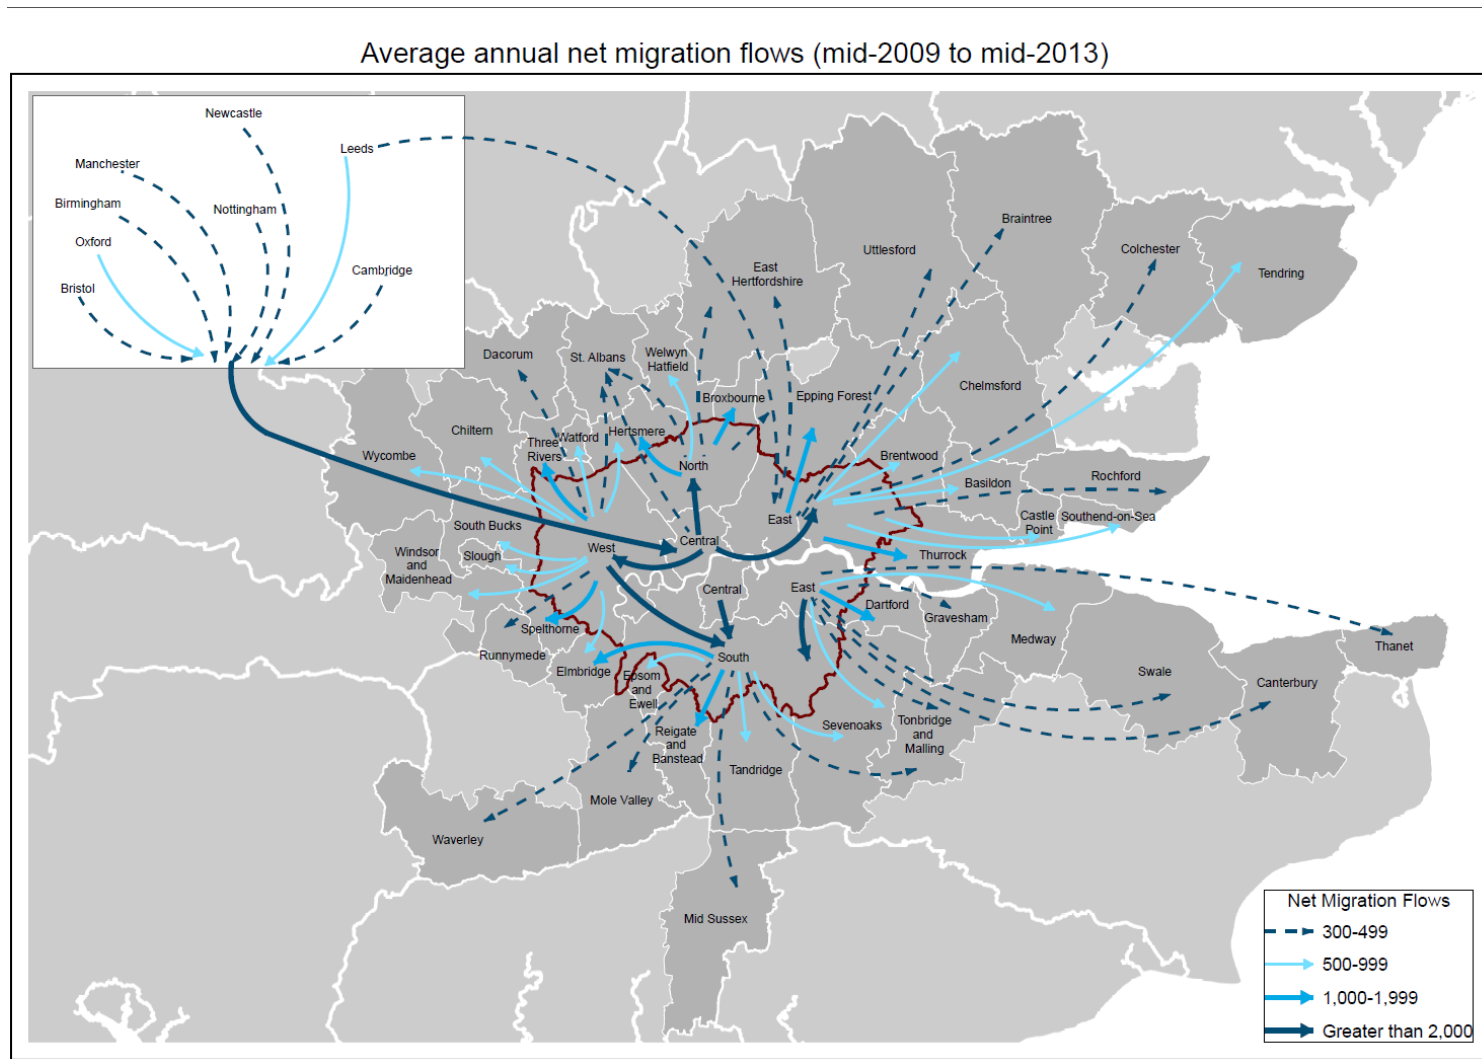 Average annual net migration flows (mid-2009 to mid-2013)
Newcastle
Leeds
Manchester
Birmingham
Nottingham
Oxford
Cambridge
Bristol
Braintree
Uttlesford
Colchester
Tendring
East
Hertfordshire
Dacorum
St. Albans
Welwyn
Hatfield
Chelmsford
Broxbourne
Epping Forest
Chiltern
Three
Rivers
Watford
Hertsmere
Wycombe
North
Brentwood
Basildon
Rochford
South Bucks
East
Castle
Point
Southend-on-Sea
Windsor
and
Maidenhead
Slough
West
Central
Thurrock
Central
East
Dartford
Gravesham
Medway
Spelthorne
Runnymede
Thanet
South
Elmbridge
Epsom
and
Ewell
Swale
Canterbury
Sevenoaks
Tonbridge
and
Malling
Reigate
and
Banstead
Tandridge
Mole Valley
Waverley
Mid Sussex
Net Migration Flows
300-499
500-999
1,000-1,999
Greater than 2,000